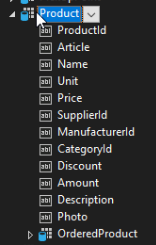 Product
ProductId
Article
Name
Unit
Price
SupplierId
ManufacturerId
CategoryId
Discount
Amount
Description
Photo
OrderedProduct